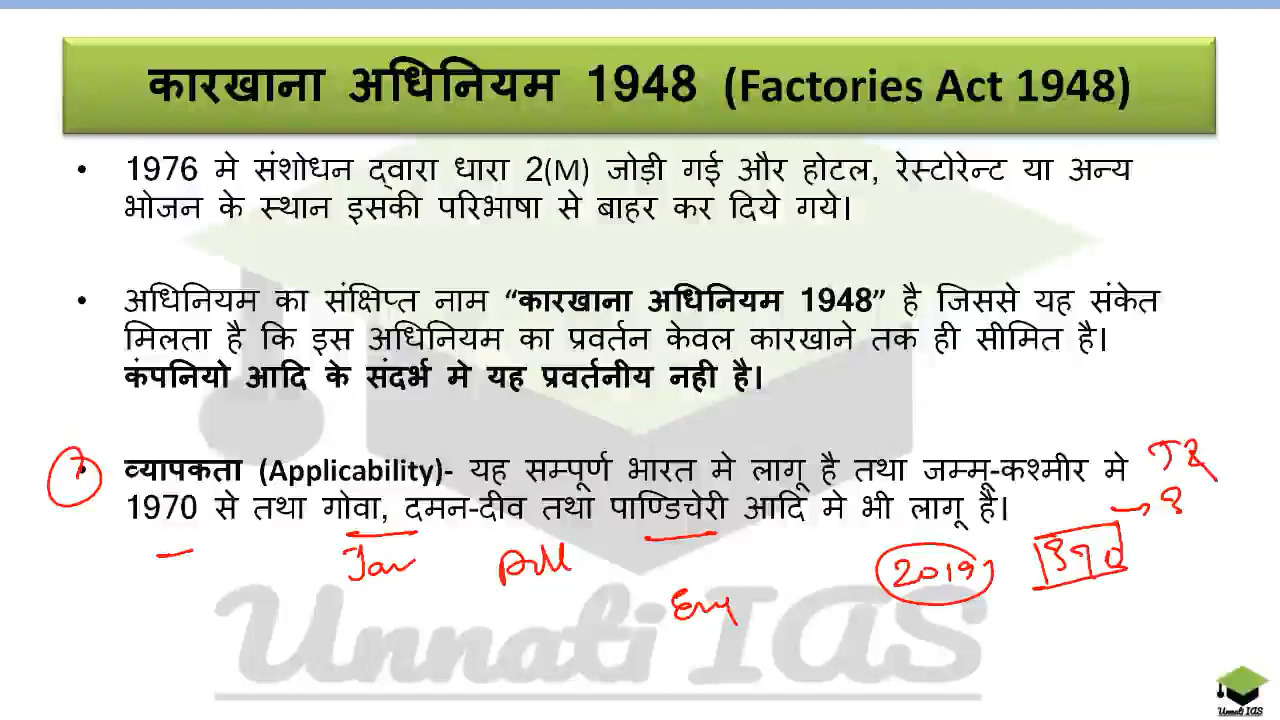 कारखाना अधिनियम 1948 (Factories Act 1948)
• 1976 मे संशोधन द्वारा धारा 2(M) जोड़ी गई और होटल, रेस्टोरेन्ट या अन्य
भोजन के स्थान इसकी परिभाषा से बाहर कर दिये गये।
• अधिनियम का संक्षिप्त नाम “कारखाना अधिनियम 1948” है जिससे यह संकेत
मिलता है कि इस अधिनियम का प्रवर्तन केवल कारखाने तक ही सीमित है।
कंपनियो आदि के संदर्भ मे यह प्रवर्तनीय नही है।
• व्यापकता (Applicability)- यह सम्पूर्ण भारत मे लागू है तथा जम्मू-कश्मीर मे
1970 से तथा गोवा, दमन-दीव तथा पाण्डिचेरी आदि मे भी लागू है।
2019
370
Unnati IAS
Unnati IAS